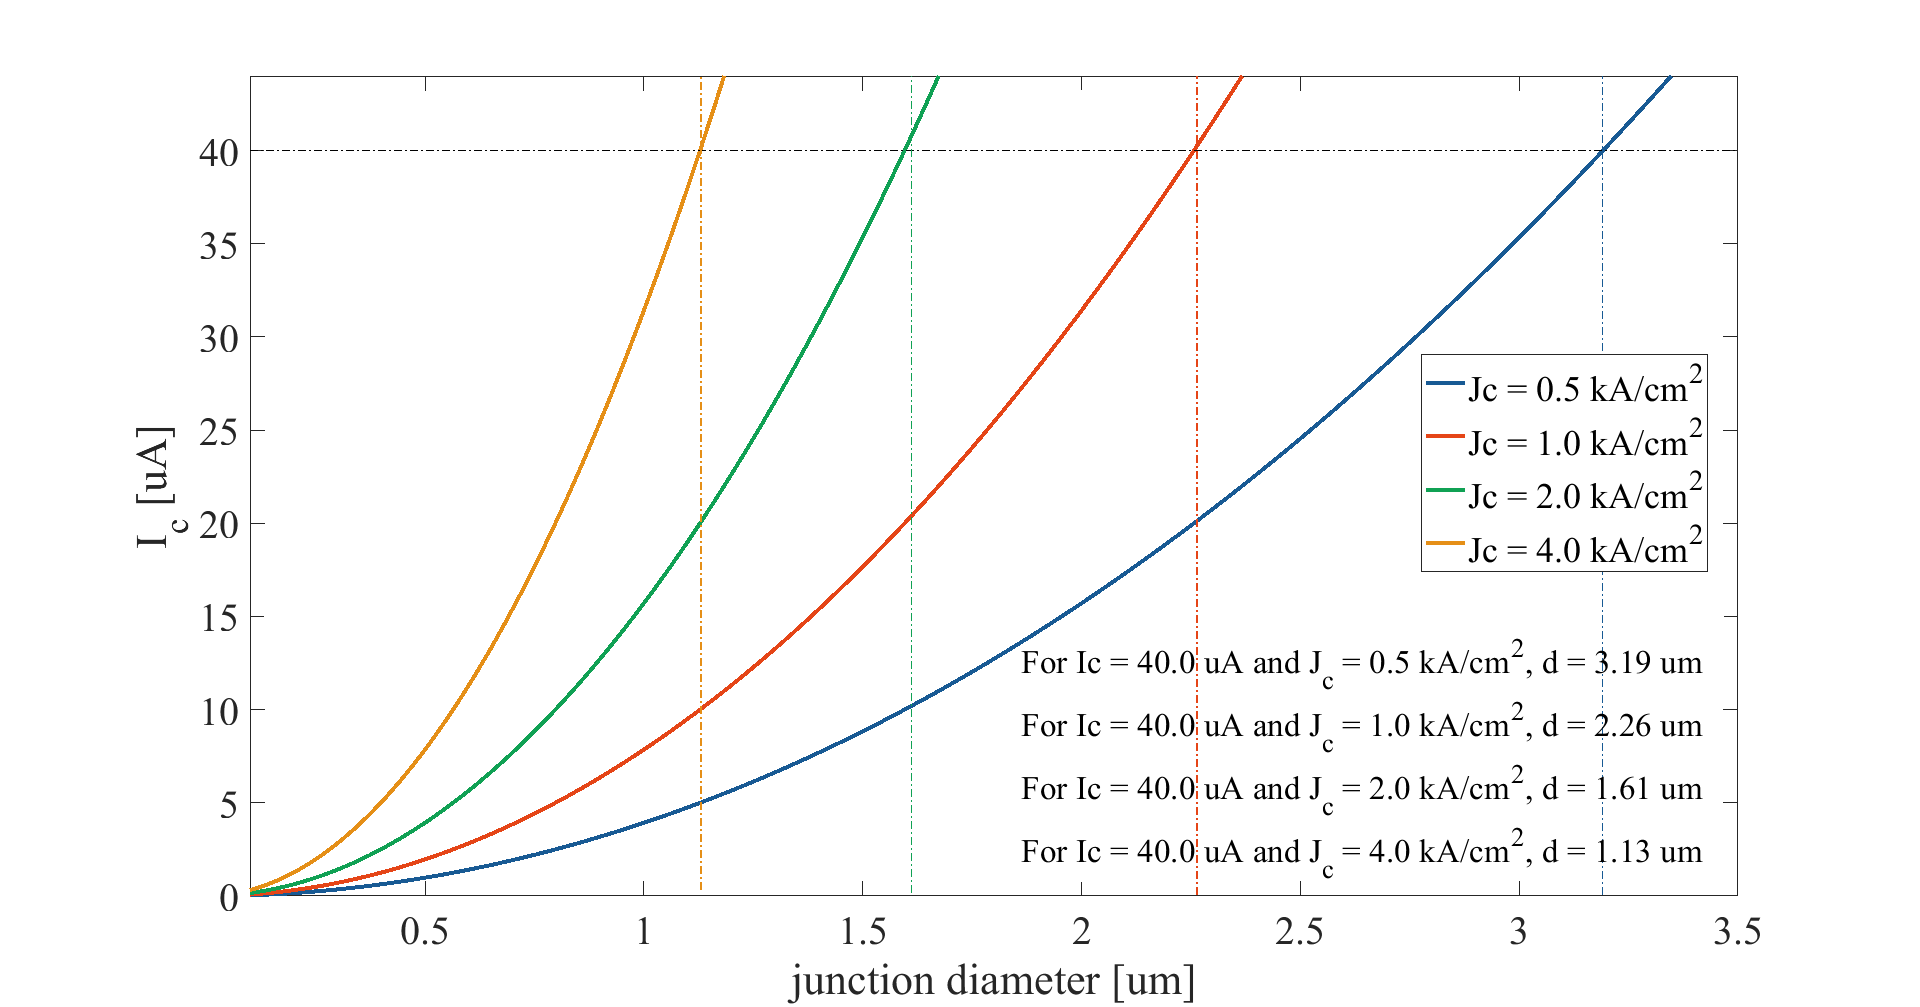 40
35
30
25
20
15
10
5
0
I_c [uA]
Jc = 0.5 kA/cm^2
Jc = 1.0 kA/cm^2
Jc = 2.0 kA/cm^2
Jc = 4.0 kA/cm^2
For Ic = 40.0 uA and J_c = 0.5 kA/cm^2, d = 3.19 um
For Ic = 40.0 uA and J_c = 1.0 kA/cm^2, d = 2.26 um
For Ic = 40.0 uA and J_c = 2.0 kA/cm^2, d = 1.61 um
For Ic = 40.0 uA and J_c = 4.0 kA/cm^2, d = 1.13 um
0.5 1 1.5 2 2.5 3 3.5
junction diameter [um]